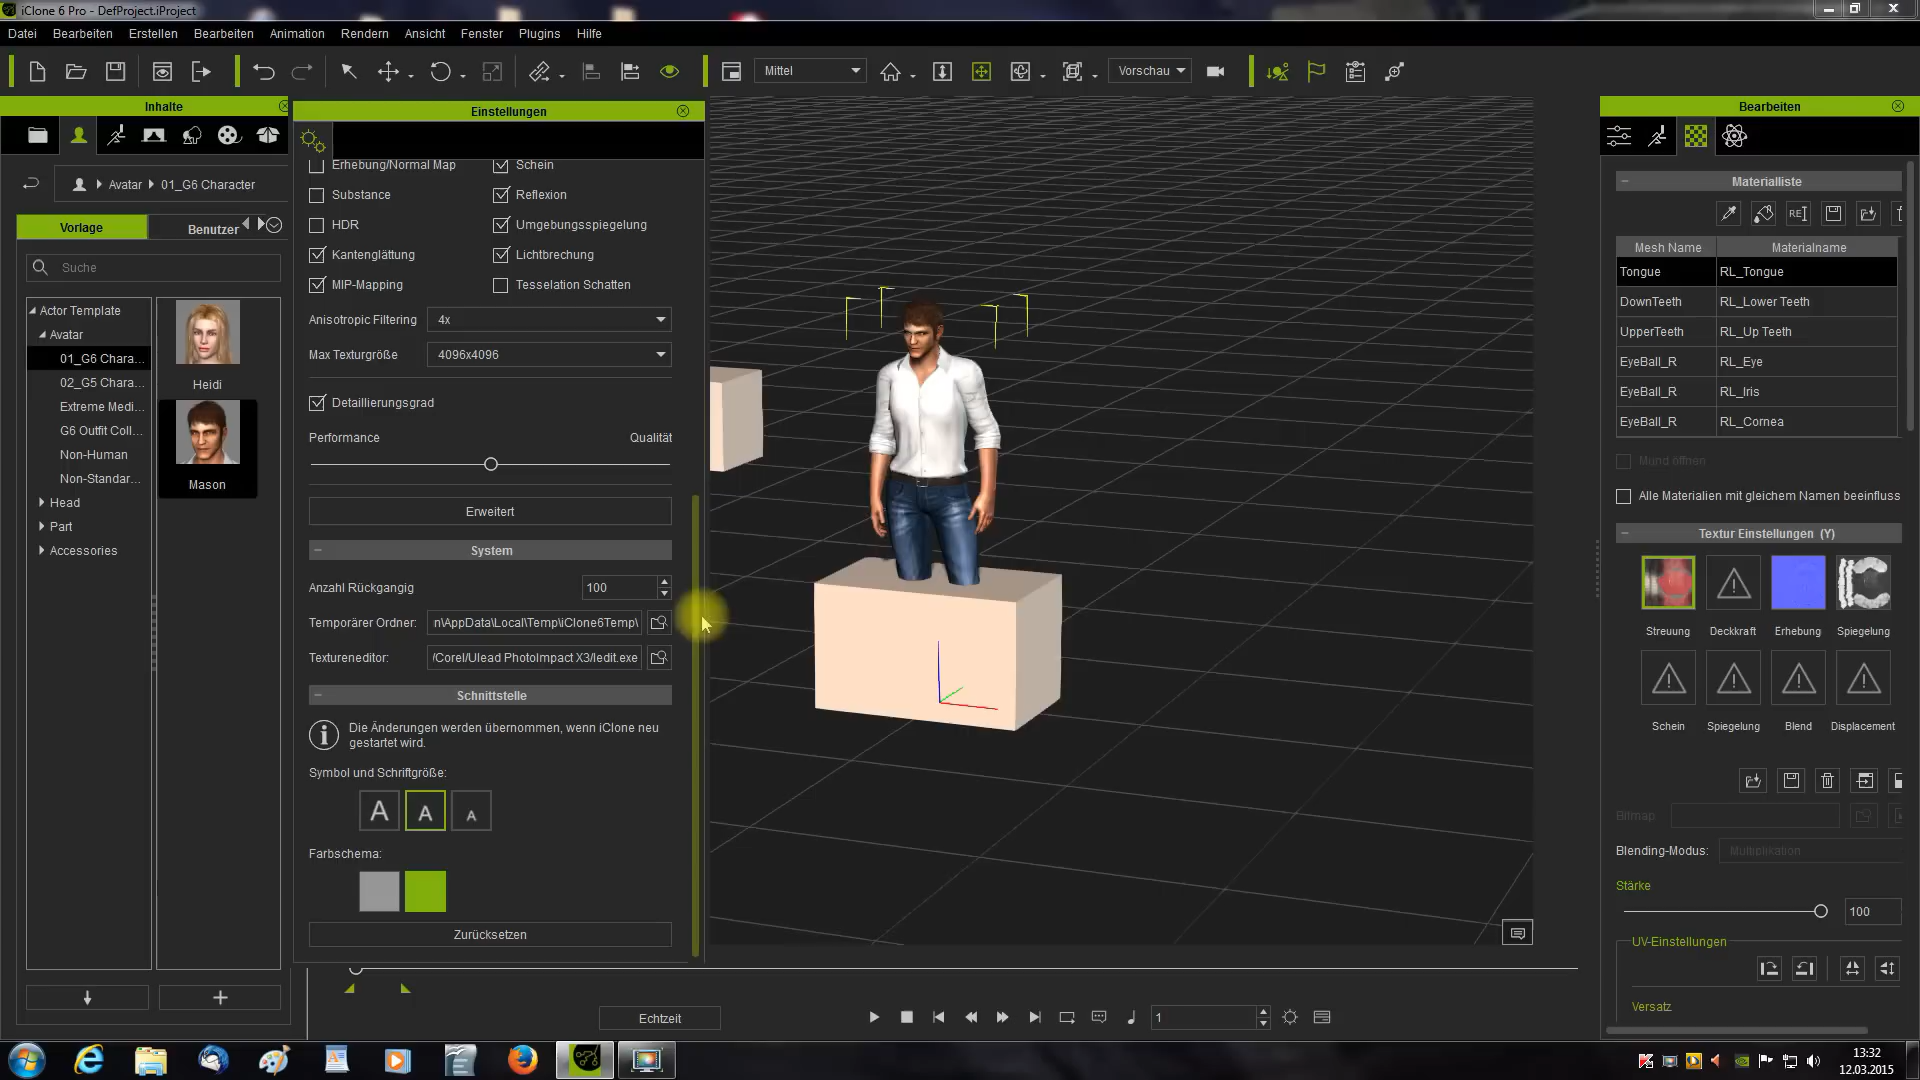 iClone 6 Pro - DefProject.iProject
Datei Bearbeiten Erstellen Bearbeiten Animation Rendern Ansicht Fenster Plugins Hilfe
Mittel Vorschau
Inhalte
Avatar 01_G6 Character
Vorlage Benutzer
Suche
Actor Template
Avatar
01_G6 Chara...
02_G5 Chara...
Extreme Medi...
G6 Outfit Coll...
Non-Human
Non-Standar...
Head
Part
Accessories
Heidi
Mason
Einstellungen
Erhebung/Normal Map Schein
Substance Reflexion
HDR Umgebungsspiegelung
Kantenglättung Lichtbrechung
MIP-Mapping Tesselation Schatten
Anisotropic Filtering 4x
Max Texturgröße 4096x4096
Detaillierungsgrad
Performance Qualität
Erweitert
System
Anzahl Rückgangig 100
Temporärer Ordner: n\AppData\Local\Temp\iClone6Temp\
Textureneditor: /Corel/Ulead PhotoImpact X3/Iedit.exe
Schnittstelle
Die Änderungen werden übernommen, wenn iClone neu
gestartet wird.
Symbol und Schriftgröße:
A A A
Farbschema:
Zurücksetzen
Echtzeit
1
Bearbeiten
Materialliste
RE
Mesh Name Materialname
Tongue RL_Tongue
DownTeeth RL_Lower Teeth
UpperTeeth RL_Up Teeth
EyeBall_R RL_Eye
EyeBall_R RL_Iris
EyeBall_R RL_Cornea
Mund öffnen
Alle Materialien mit gleichem Namen beeinfluss
Textur Einstellungen (Y)
Streuung Deckkraft Erhebung Spiegelung
Schein Spiegelung Blend Displacement
Bitmap
Blending-Modus: Multiplikation
Stärke
100
UV-Einstellungen
Versatz
13:32
12.03.2015